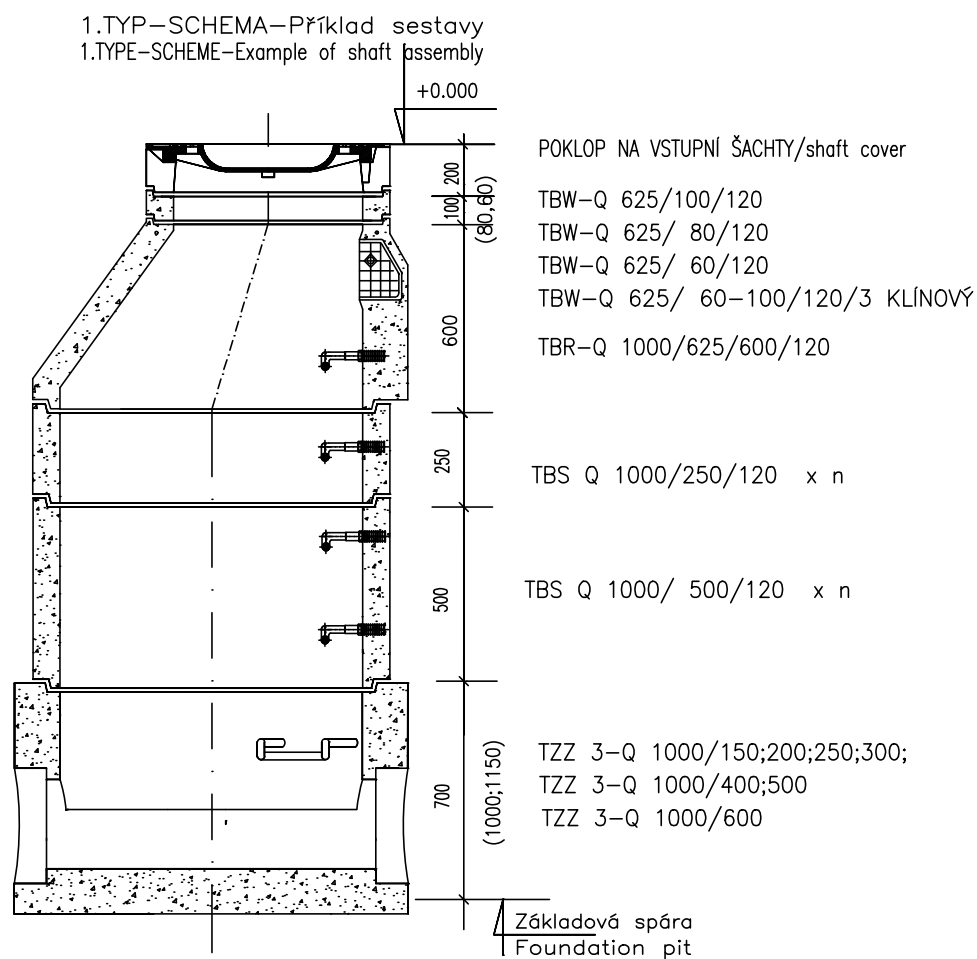 1.TYP-SCHEMA-Příklad sestavy
1.TYPE-SCHEME-Example of shaft assembly
+0.000
POKLOP NA VSTUPNÍ ŠACHTY/shaft cover
200
TBW-Q 625/100/120
100
(80,60)
TBW-Q 625/ 80/120
TBW-Q 625/ 60/120
TBW-Q 625/ 60-100/120/3 KLÍNOVÝ
600
TBR-Q 1000/625/600/120
250
TBS Q 1000/250/120 x n
500
TBS Q 1000/ 500/120 x n
700
(1000;1150)
TZZ 3-Q 1000/150;200;250;300;
TZZ 3-Q 1000/400;500
TZZ 3-Q 1000/600
Základová spára
Foundation pit